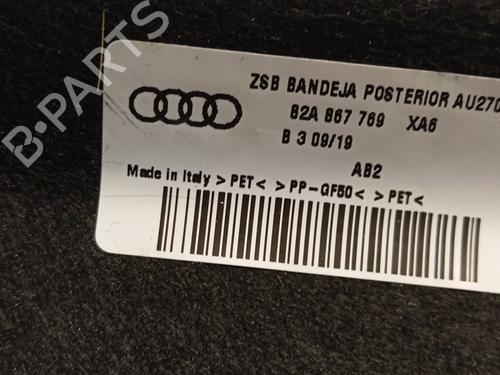 B-PARTS
ZSB BANDEJA POSTERIOR AU270
82A 867 769 XA6
B 3 09/19
AB2
Made in Italy >PET< >PP-GF50< >PET<